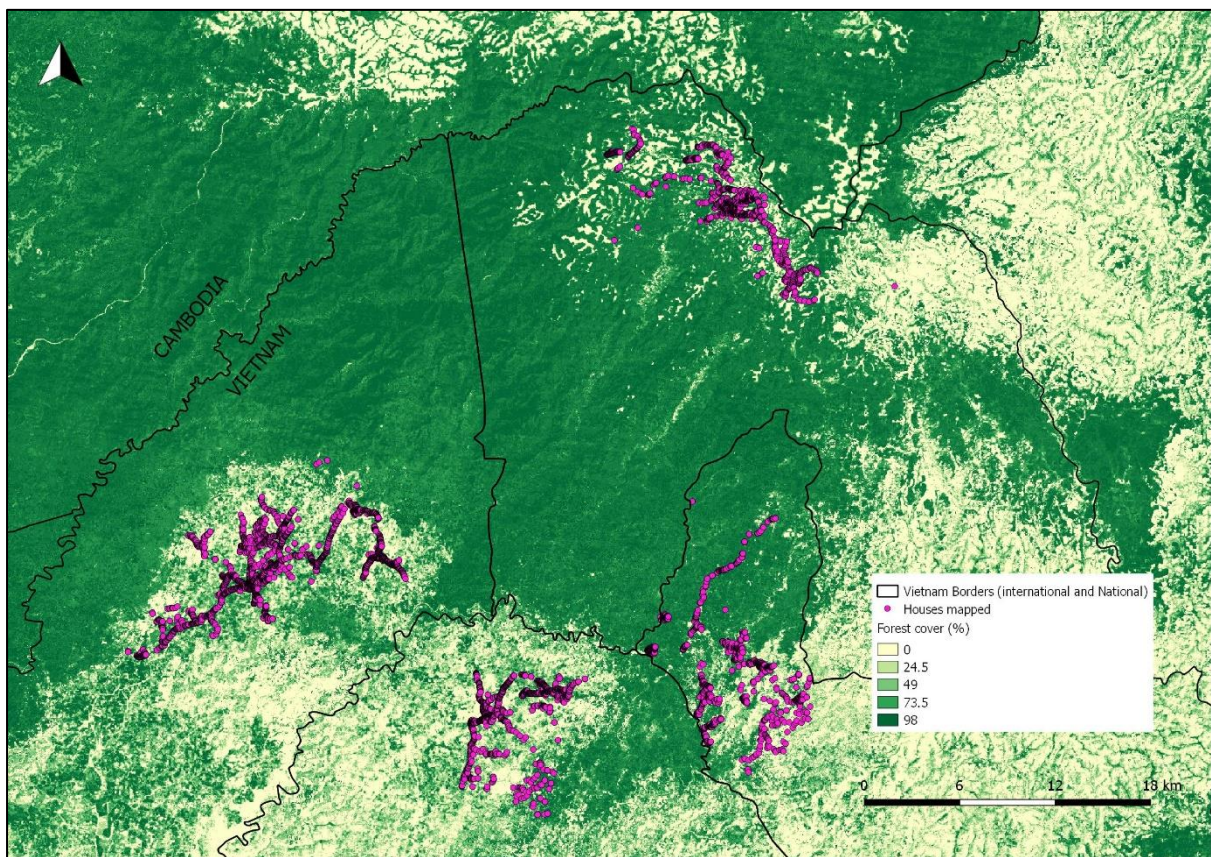 CAMBODIA
VIETNAM
Vietnam Borders (international and National)
Houses mapped
Forest cover (%)
0
24.5
49
73.5
98
0 6 12 18 km